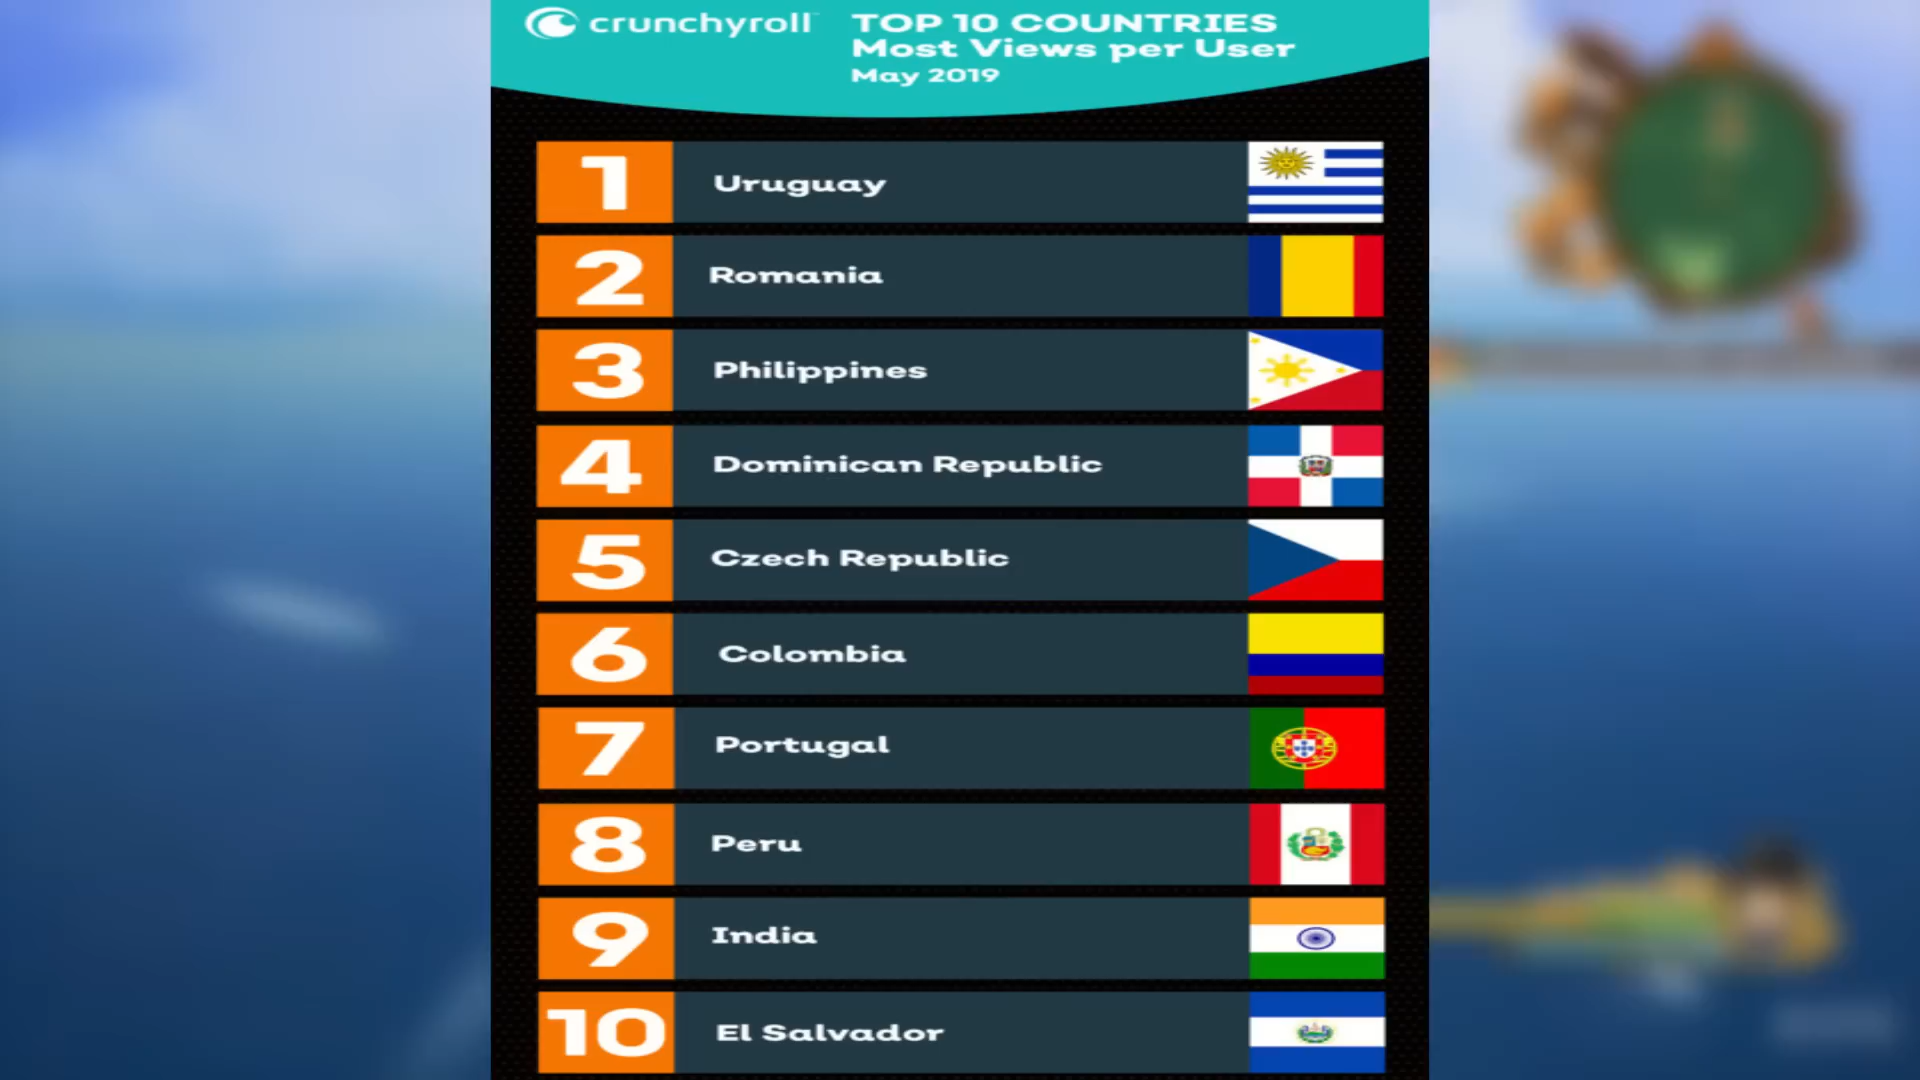 crunchyroll
TOP 10 COUNTRIES
Most Views per User
May 2019
1 Uruguay
2 Romania
3 Philippines
4 Dominican Republic
5 Czech Republic
6 Colombia
7 Portugal
8 Peru
9 India
10 El Salvador